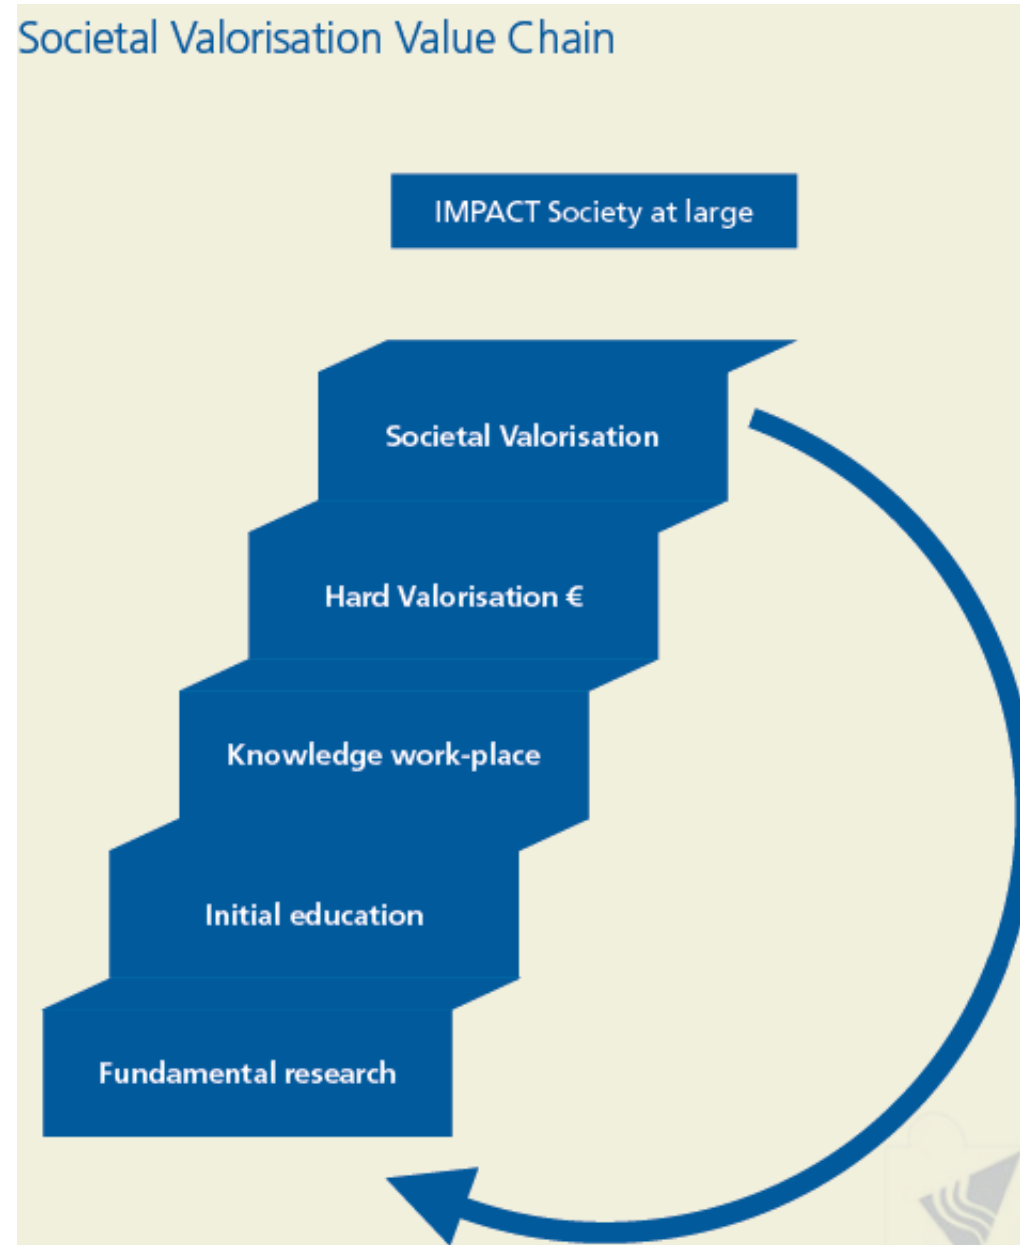 Societal Valorisation Value Chain
IMPACT Society at large
Societal Valorisation
Hard Valorisation €
Knowledge work-place
Initial education
Fundamental research